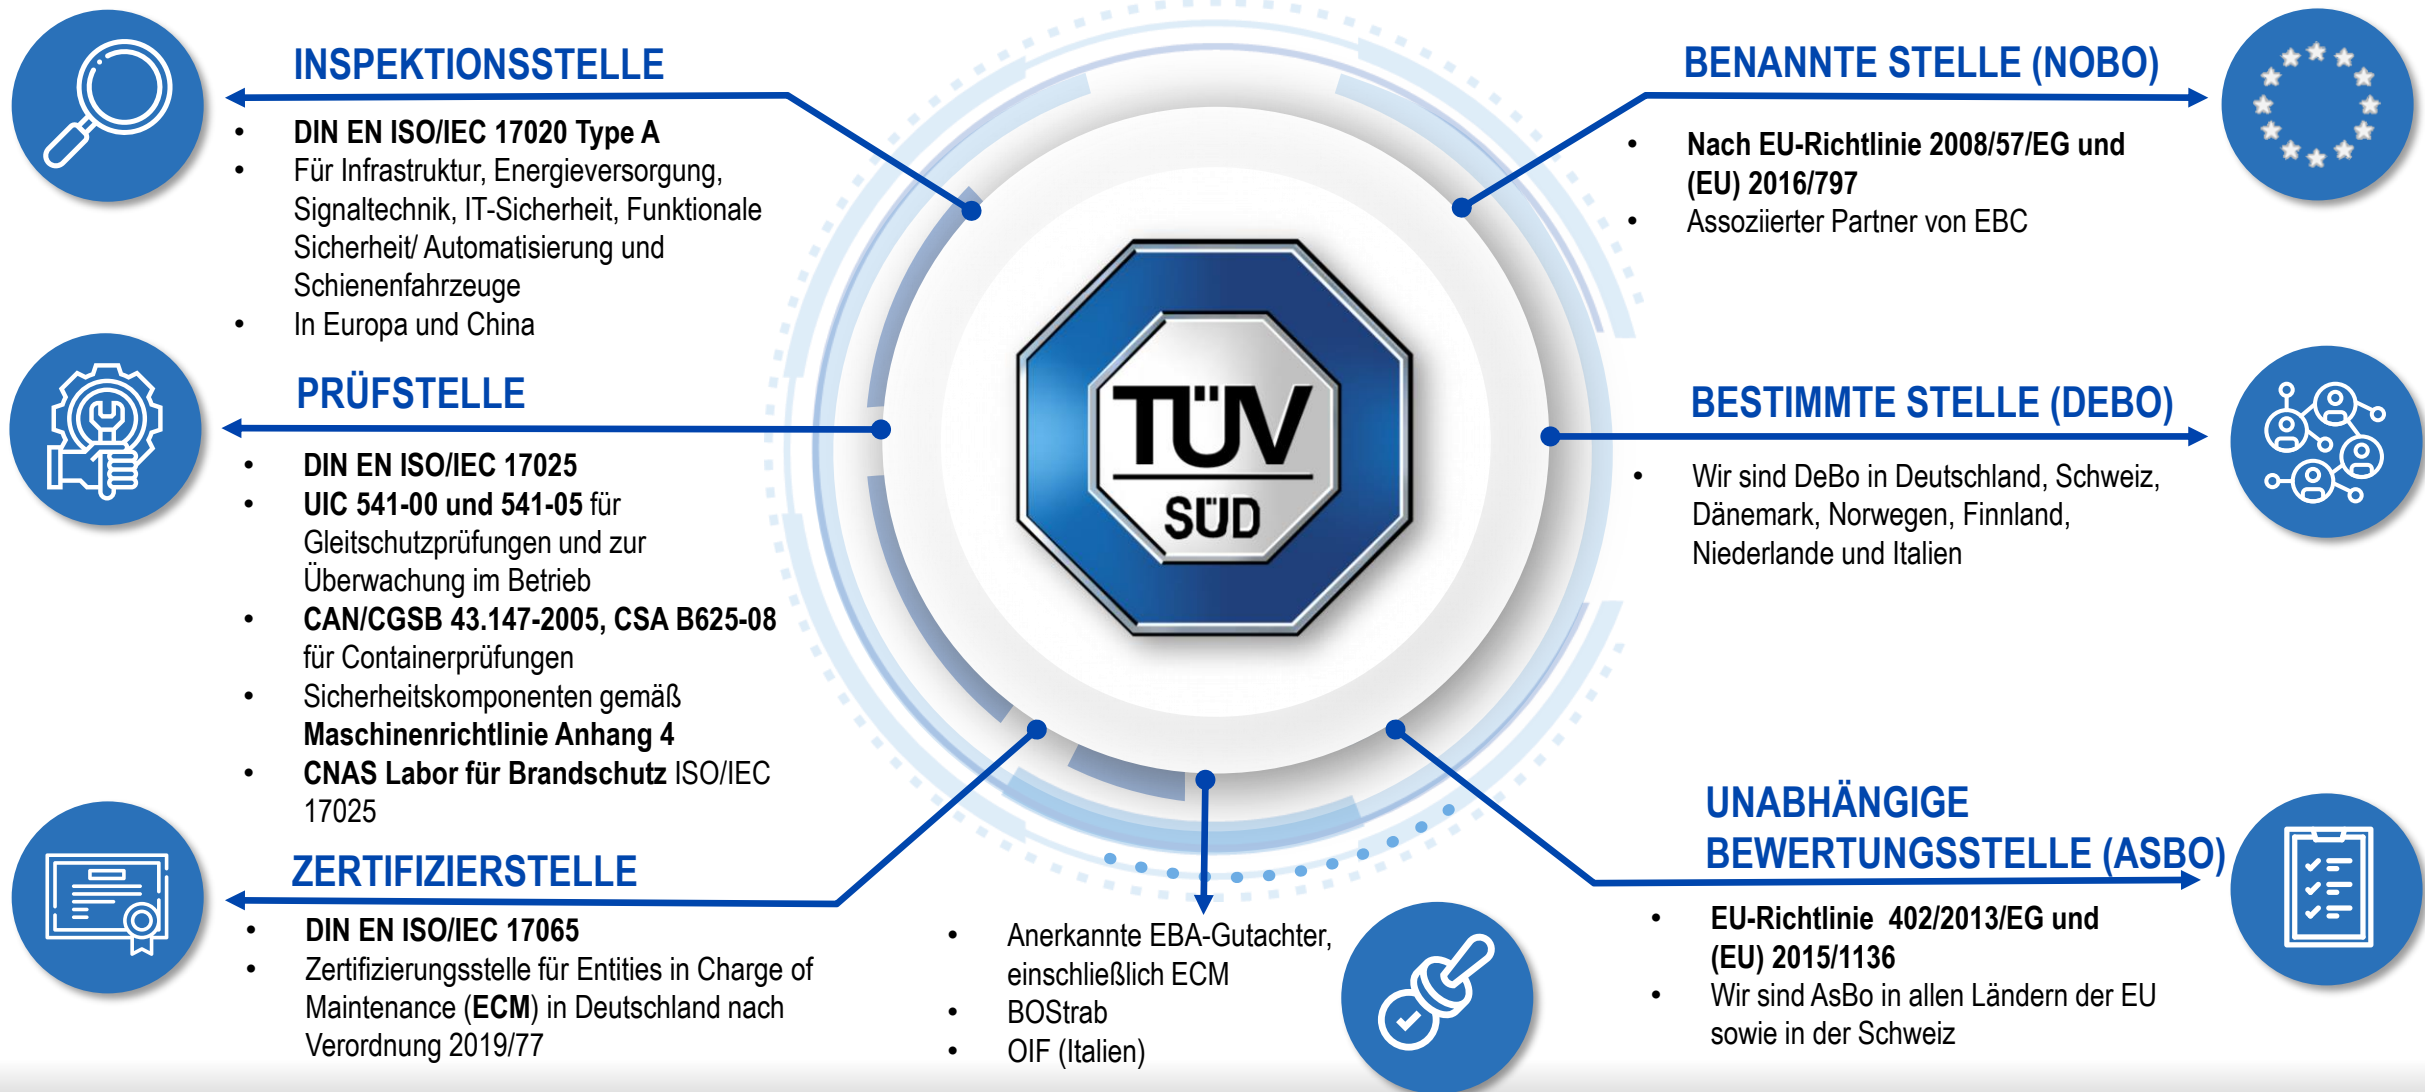 INSPEKTIONSSTELLE
• DIN EN ISO/IEC 17020 Type A
• Für Infrastruktur, Energieversorgung,
Signaltechnik, IT-Sicherheit, Funktionale
Sicherheit/ Automatisierung und
Schienenfahrzeuge
• In Europa und China
PRÜFSTELLE
• DIN EN ISO/IEC 17025
• UIC 541-00 und 541-05 für
Gleitschutzprüfungen und zur
Überwachung im Betrieb
• CAN/CGSB 43.147-2005, CSA B625-08
für Containerprüfungen
• Sicherheitskomponenten gemäß
Maschinenrichtlinie Anhang 4
• CNAS Labor für Brandschutz ISO/IEC
17025
ZERTIFIZIERSTELLE
• DIN EN ISO/IEC 17065
• Zertifizierungsstelle für Entities in Charge of
Maintenance (ECM) in Deutschland nach
Verordnung 2019/77
TÜV
SÜD
• Anerkannte EBA-Gutachter,
einschließlich ECM
• BOStrab
• OIF (Italien)
BENANNTE STELLE (NOBO)
• Nach EU-Richtlinie 2008/57/EG und
(EU) 2016/797
• Assoziierter Partner von EBC
BESTIMMTE STELLE (DEBO)
• Wir sind DeBo in Deutschland, Schweiz,
Dänemark, Norwegen, Finnland,
Niederlande und Italien
UNABHÄNGIGE
BEWERTUNGSSTELLE (ASBO)
• EU-Richtlinie 402/2013/EG und
(EU) 2015/1136
• Wir sind AsBo in allen Ländern der EU
sowie in der Schweiz